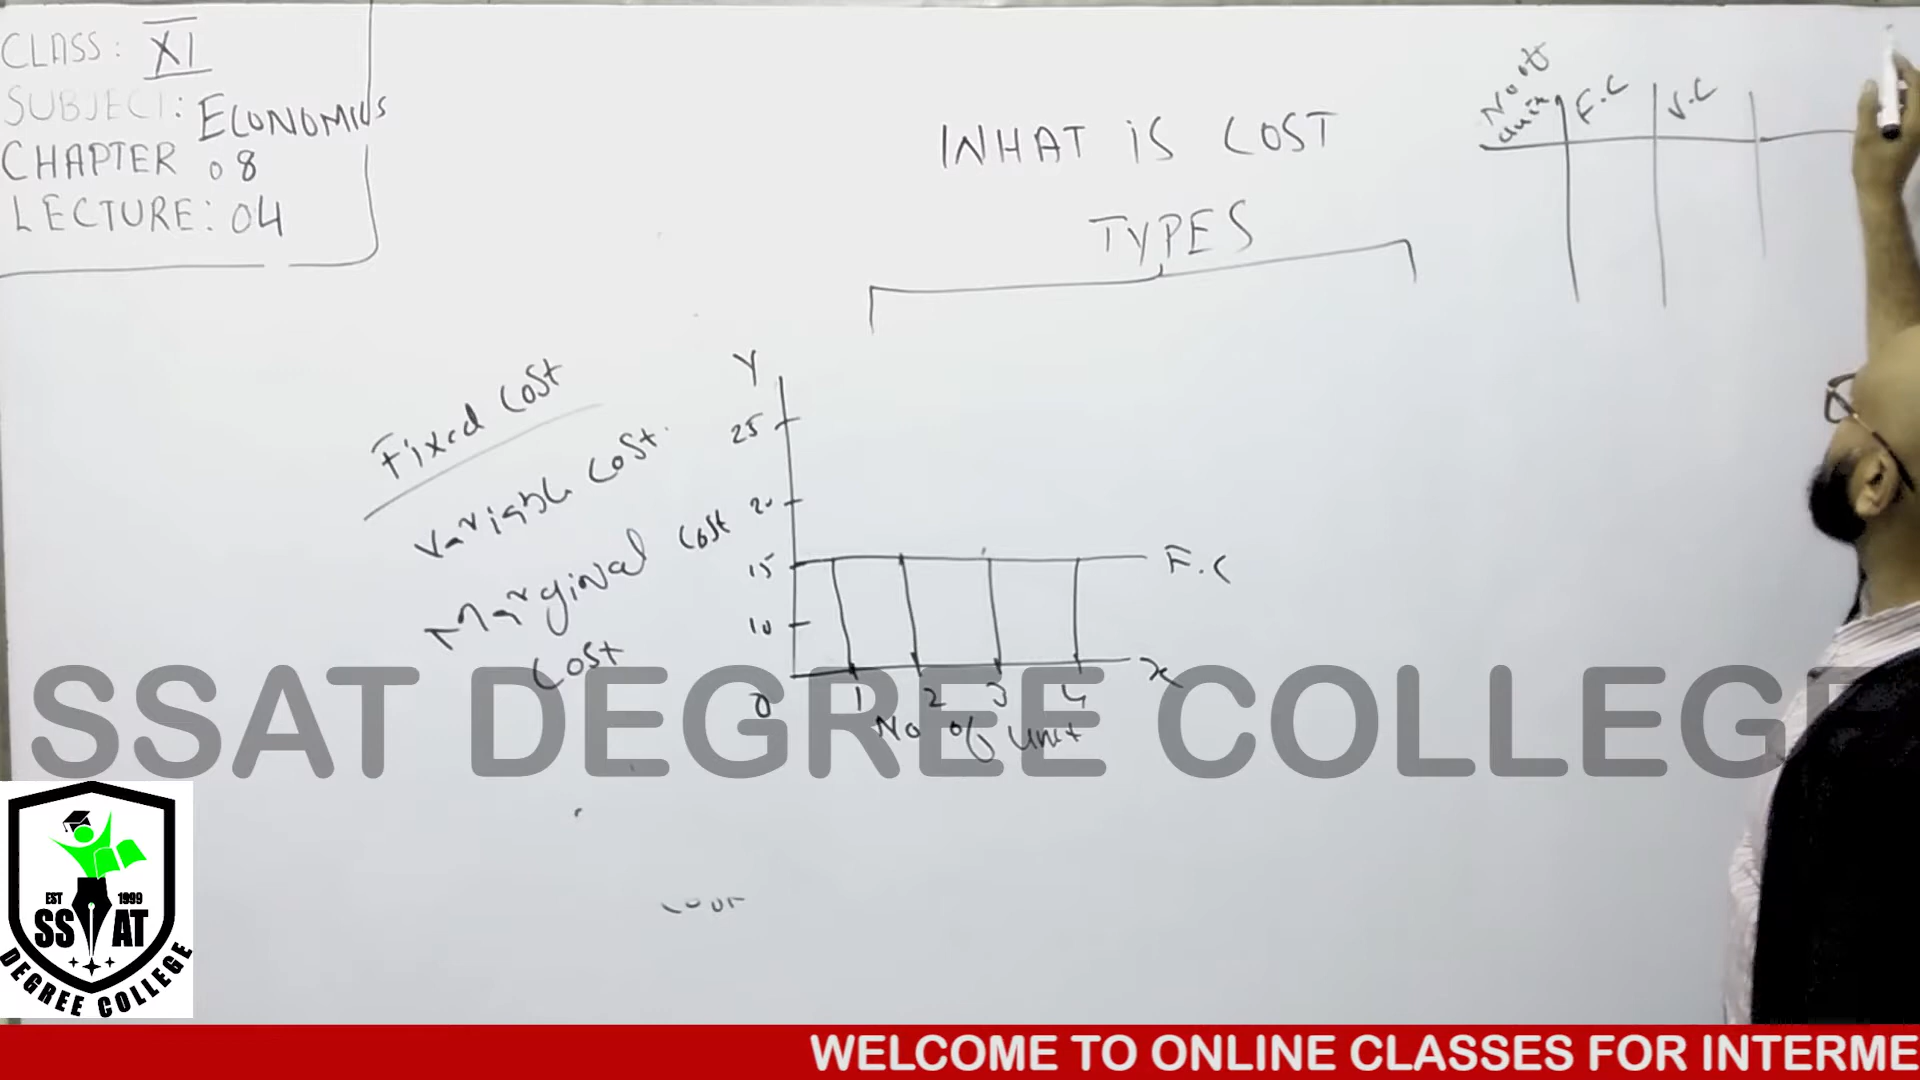 CLASS: XI
SUBJECT: ECONOMICS
CHAPTER 08
LECTURE: 04
WHAT IS COST
TYPES
No of unit
F.C
V.C
Fixed Cost
Variable Cost
Marginal Cost
Cost
Y
25
20
15
10
0
1
2
3
4
x
F.C
No of unit
SSAT DEGREE COLLEGE
EST 1999
SSAT
DEGREE COLLEGE
WELCOME TO ONLINE CLASSES FOR INTERME